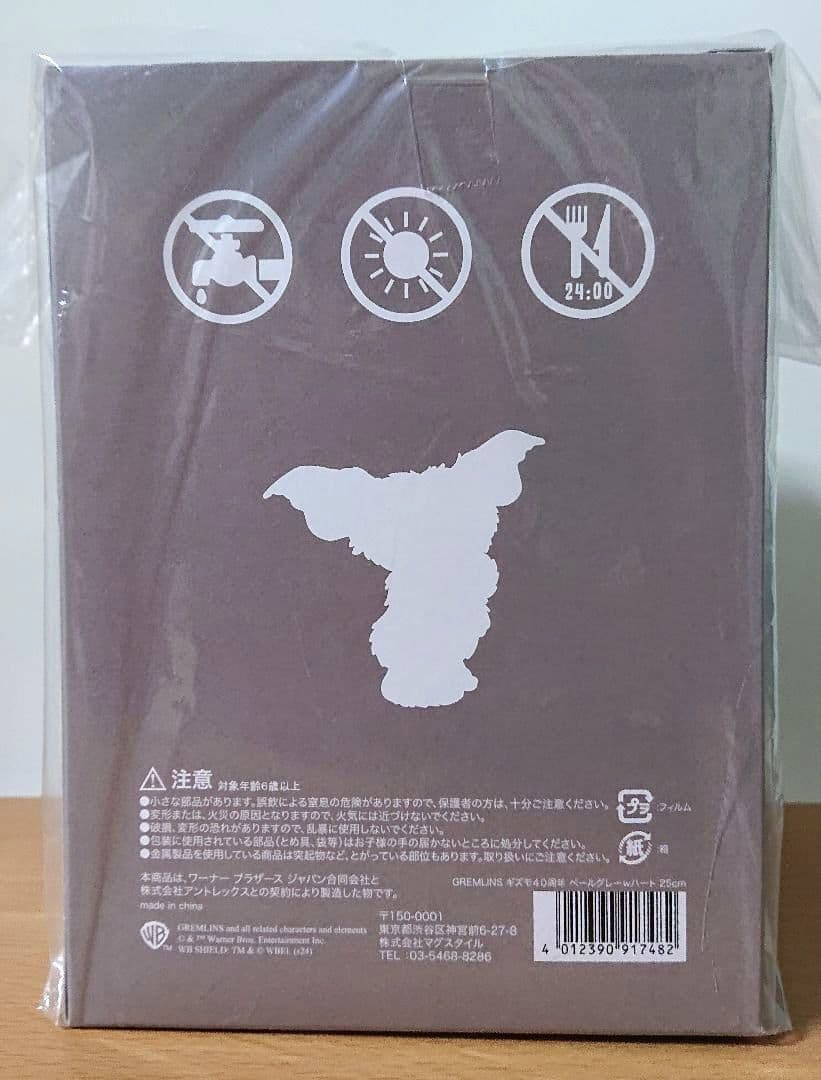 24:00
注意 対象年齢6歳以上
●小さな部品があります。誤飲による窒息の危険がありますので、保護者の方は、十分ご注意ください。
●変形または、火災の原因となりますので、火気には近づけないでください。
●破損、変形の恐れがありますので、乱暴に使用しないでください。
●包装に使用されている部品(とめ具、袋等)はお子様の手の届かないところに処分してください。
●金属製品を使用している商品は突起物など、とがっている部位もあります。取り扱いにご注意ください。
プラ :フィルム
紙 :箱
本商品は、ワーナー ブラザース ジャパン合同会社と
株式会社アントレックスとの契約により製造した物です。
made in china
GREMLINS ギズモ40周年 ペールグレーwハート 25cm
WB TM
GREMLINS and all related characters and elements
© & ™ Warner Bros. Entertainment Inc.
WB SHIELD: TM & © WBEI. (s24)
〒150-0001
東京都渋谷区神宮前6-27-8
株式会社マグスタイル
TEL :03-5468-8286
4 012390 917482